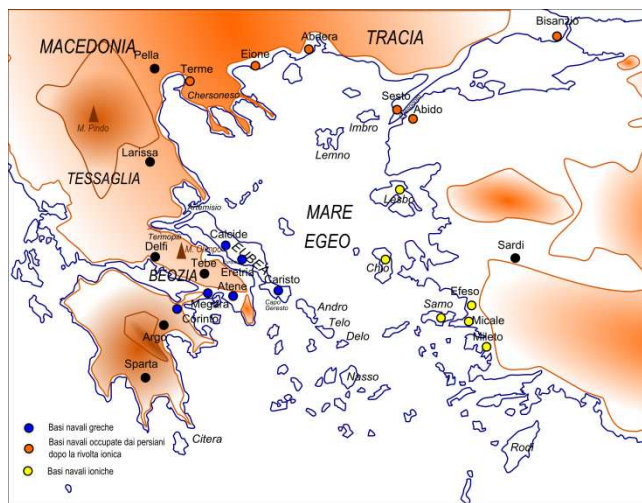 Bisanzio
MACEDONIA
TRACIA
Abdera
Pella
Eione
Terme
Chersoneso
Sesto
Abido
M. Pindo
Imbro
Lemno
Larissa
TESSAGLIA
Lesbo
Artemisio
MARE
EGEO
Calcide
Termopili
M. Olimpo
EUBEA
Delfi
Sardi
Chio
BEOZIA
Tebe
Eretria
Caristo
Atene
Capo
Geresto
Megara
Corinto
Andro
Efeso
Samo
Telo
Micale
Argo
Delo
Mileto
Sparta
Nasso
Basi navali greche
Basi navali occupate dai persiani
dopo la rivolta ionica
Basi navali ioniche
Citera
Rodi